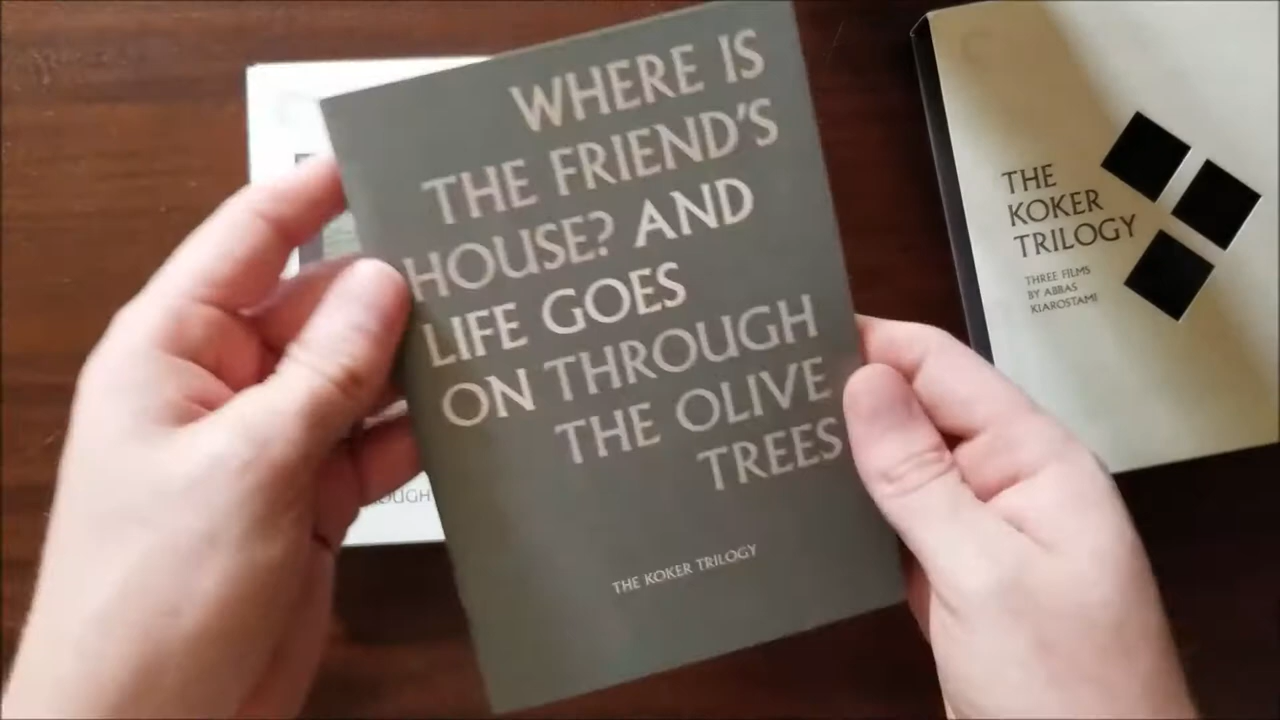 WHERE IS
THE FRIEND'S
HOUSE? AND
LIFE GOES
ON THROUGH
THE OLIVE
TREES
THE KOKER TRILOGY
THE
KOKER
TRILOGY
THREE FILMS
BY ABBAS
KIAROSTAMI